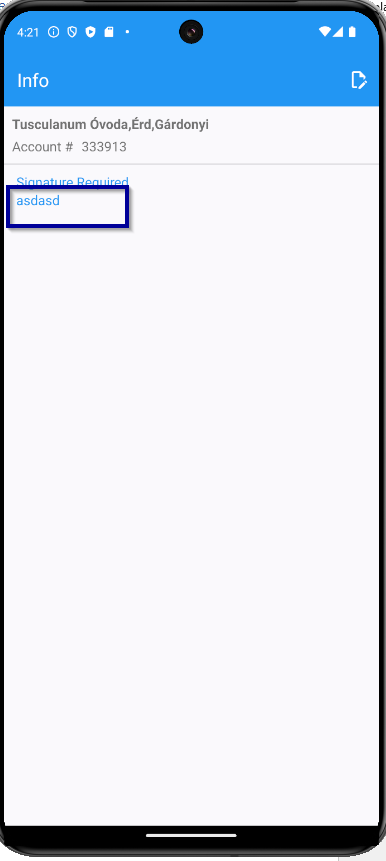 4:21
Info
Tusculanum Óvoda,Érd,Gárdonyi
Account # 333913
Signature Required
asdasd